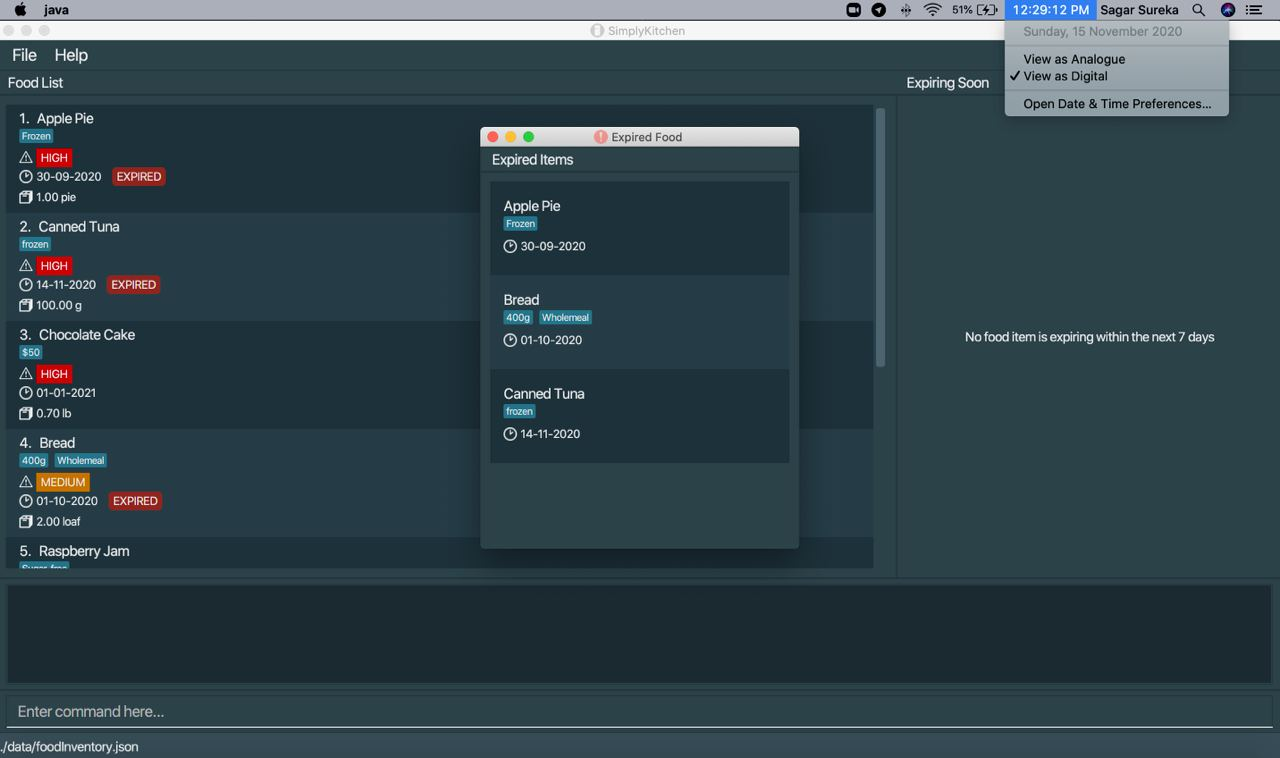 java
51%
12:29:12 PM
Sagar Sureka
SimplyKitchen
Sunday, 15 November 2020
View as Analogue
View as Digital
Open Date & Time Preferences...
File
Help
Food List
Expiring Soon
1. Apple Pie
Frozen
HIGH
30-09-2020 EXPIRED
1.00 pie
2. Canned Tuna
frozen
HIGH
14-11-2020 EXPIRED
100.00 g
3. Chocolate Cake
$50
HIGH
01-01-2021
0.70 lb
4. Bread
400g Wholemeal
MEDIUM
01-10-2020 EXPIRED
2.00 loaf
5. Raspberry Jam
Sugar-free
Expired Food
Expired Items
Apple Pie
Frozen
30-09-2020
Bread
400g Wholemeal
01-10-2020
Canned Tuna
frozen
14-11-2020
No food item is expiring within the next 7 days
Enter command here...
./data/foodInventory.json